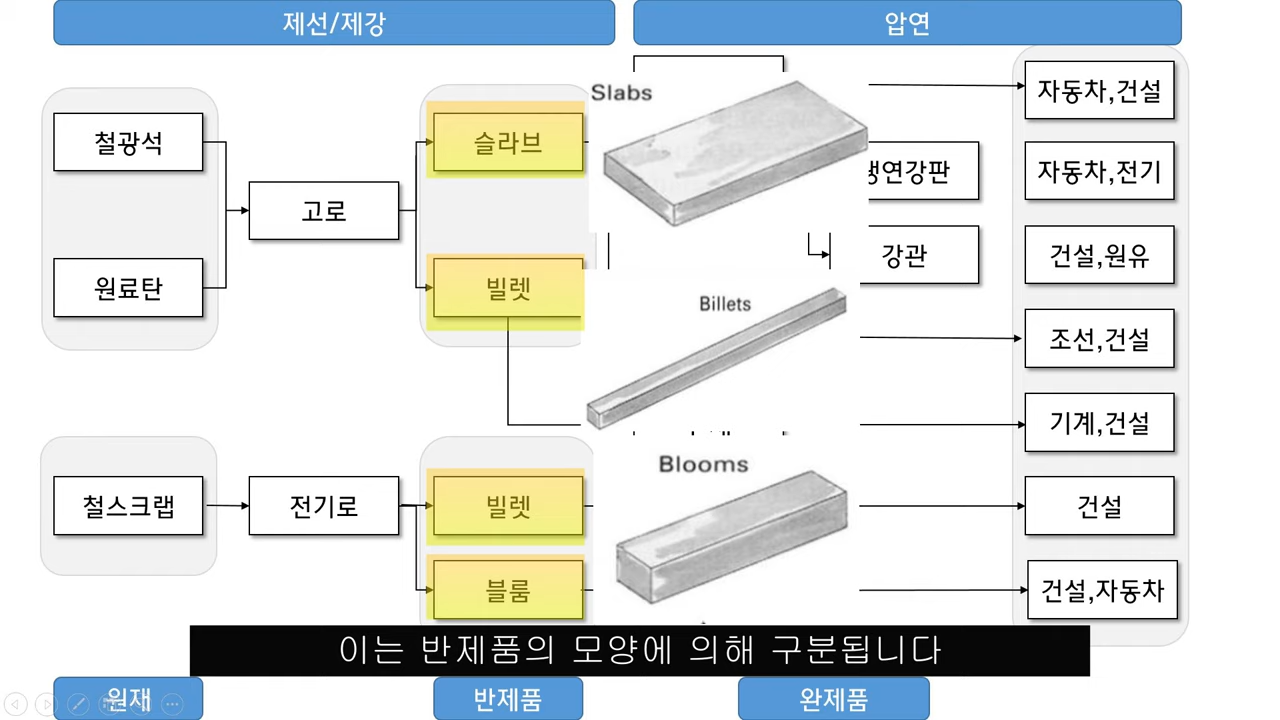 제선/제강
압연
Slabs
철광석
슬라브
자동차,건설
고로
냉연강판
자동차,전기
원료탄
빌렛
강관
건설,원유
Billets
조선,건설
기계,건설
Blooms
철스크랩
전기로
빌렛
건설
블룸
건설,자동차
이는 반제품의 모양에 의해 구분됩니다
원재
반제품
완제품